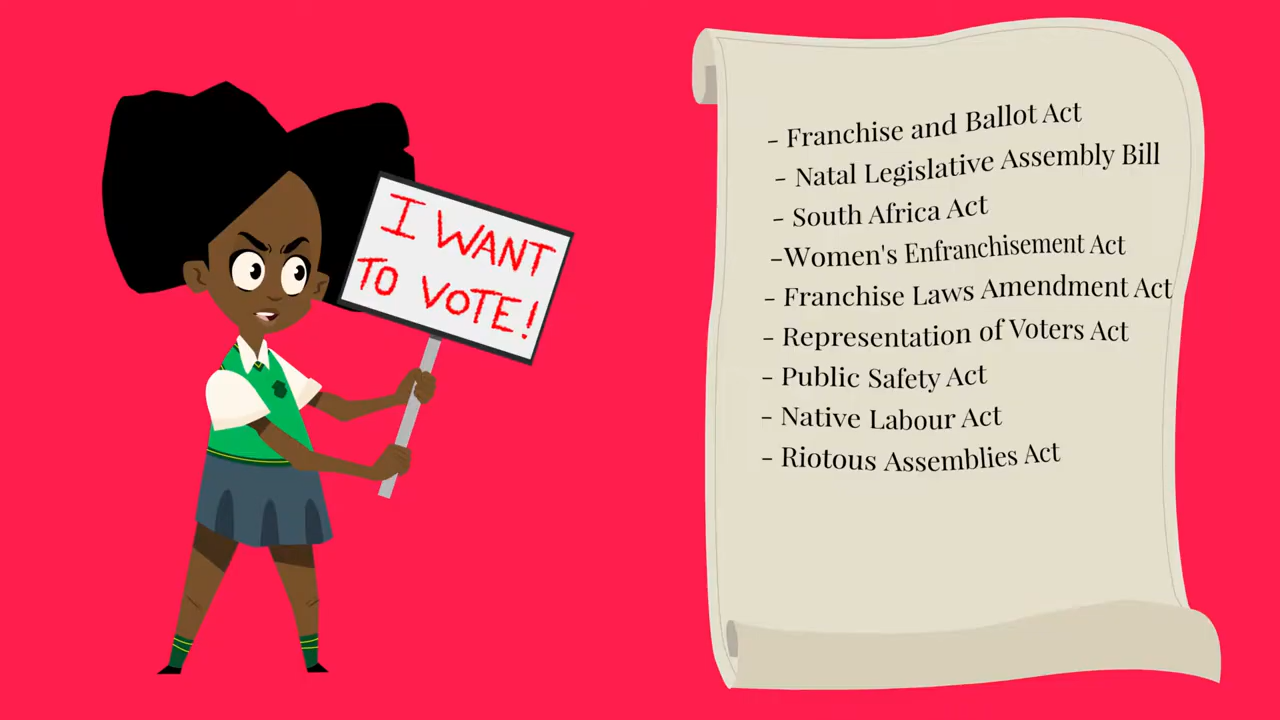 I WANT
TO VOTE!
- Franchise and Ballot Act
- Natal Legislative Assembly Bill
- South Africa Act
-Women's Enfranchisement Act
- Franchise Laws Amendment Act
- Representation of Voters Act
- Public Safety Act
- Native Labour Act
- Riotous Assemblies Act